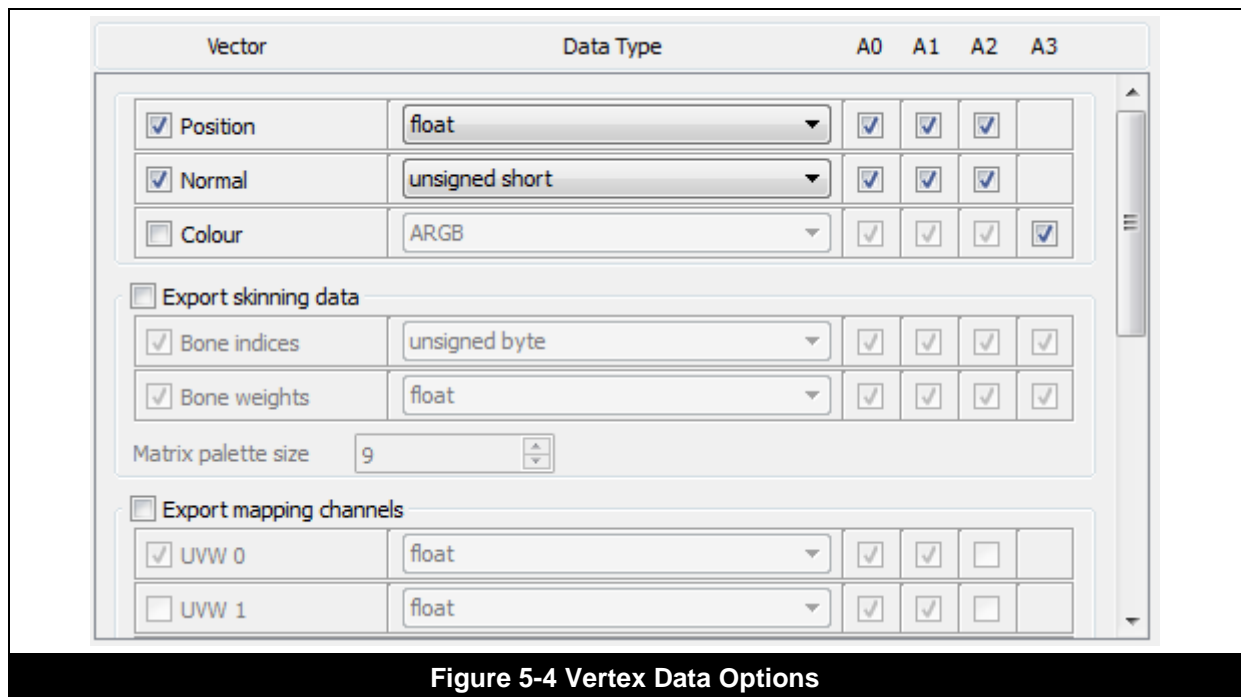 Vector Data Type A0 A1 A2 A3
Position float
Normal unsigned short
Colour ARGB
Export skinning data
Bone indices unsigned byte
Bone weights float
Matrix palette size 9
Export mapping channels
UVW 0 float
UVW 1 float
Figure 5-4 Vertex Data Options